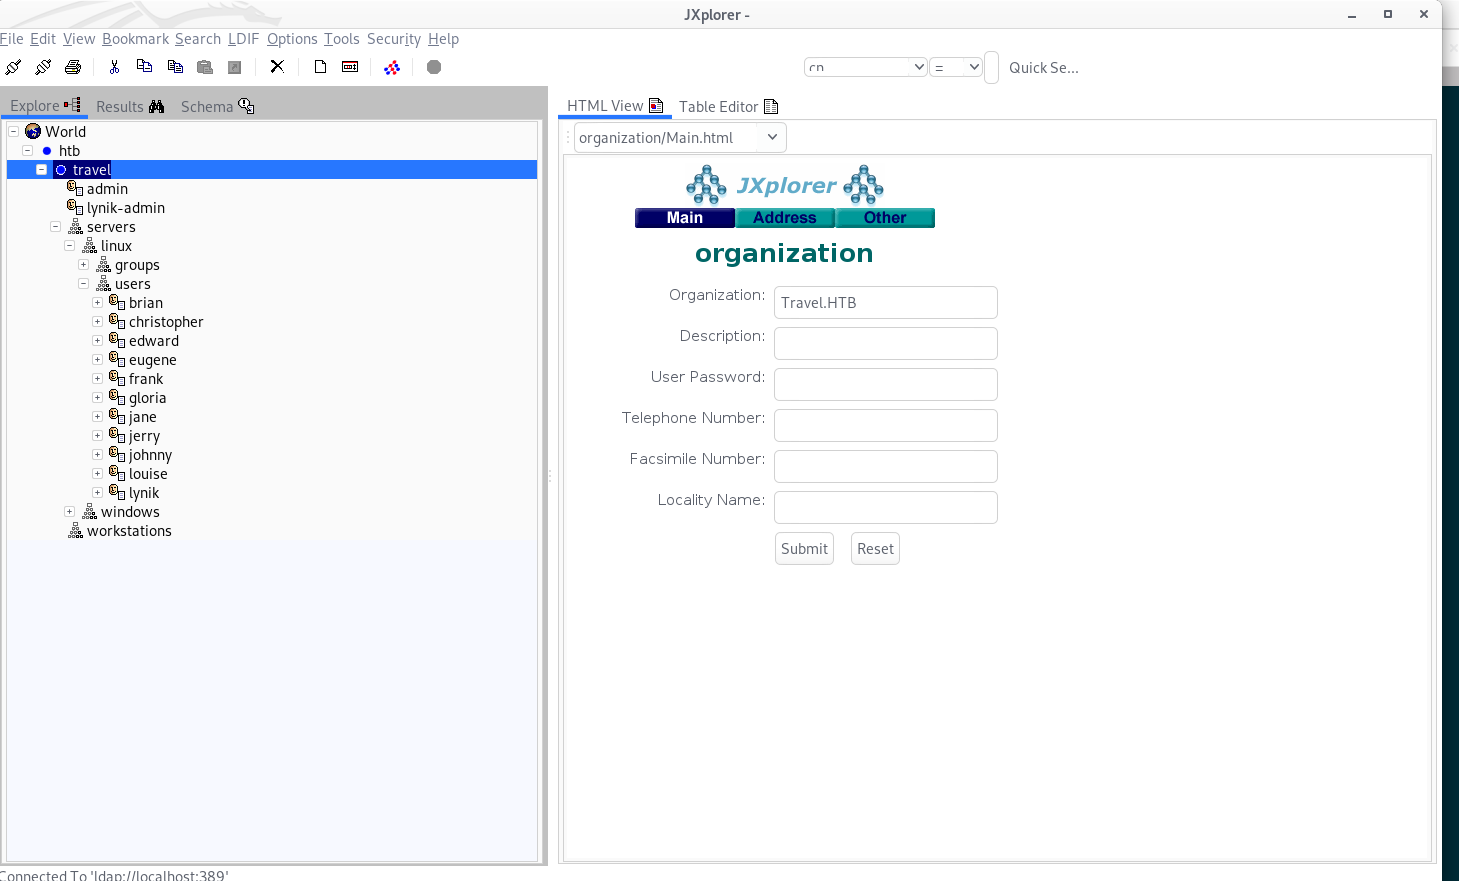 JXplorer -
File Edit View Bookmark Search LDIF Options Tools Security Help
cn = Quick Se...
Explore Results Schema
World
htb
travel
admin
lynik-admin
servers
linux
groups
users
brian
christopher
edward
eugene
frank
gloria
jane
jerry
johnny
louise
lynik
windows
workstations
HTML View Table Editor
organization/Main.html
JXplorer
Main Address Other
organization
Organization: Travel.HTB
Description:
User Password:
Telephone Number:
Facsimile Number:
Locality Name:
Submit Reset
Connected To 'ldap://localhost:389'